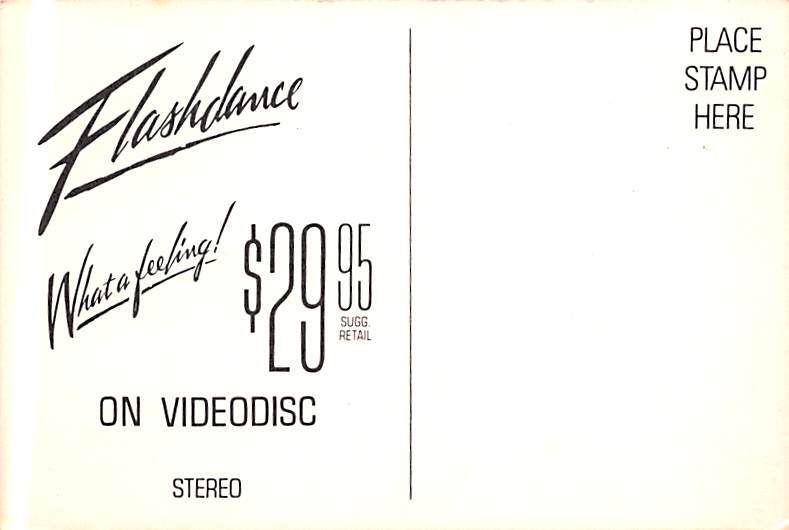 Flashdance
What a feeling!
$29 95
SUGG.
RETAIL
ON VIDEODISC
STEREO
PLACE
STAMP
HERE